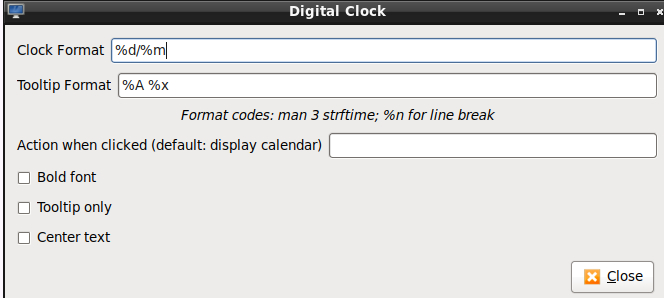 Digital Clock
Clock Format %d/%m
Tooltip Format %A %x
Format codes: man 3 strftime; %n for line break
Action when clicked (default: display calendar)
Bold font
Tooltip only
Center text
Close